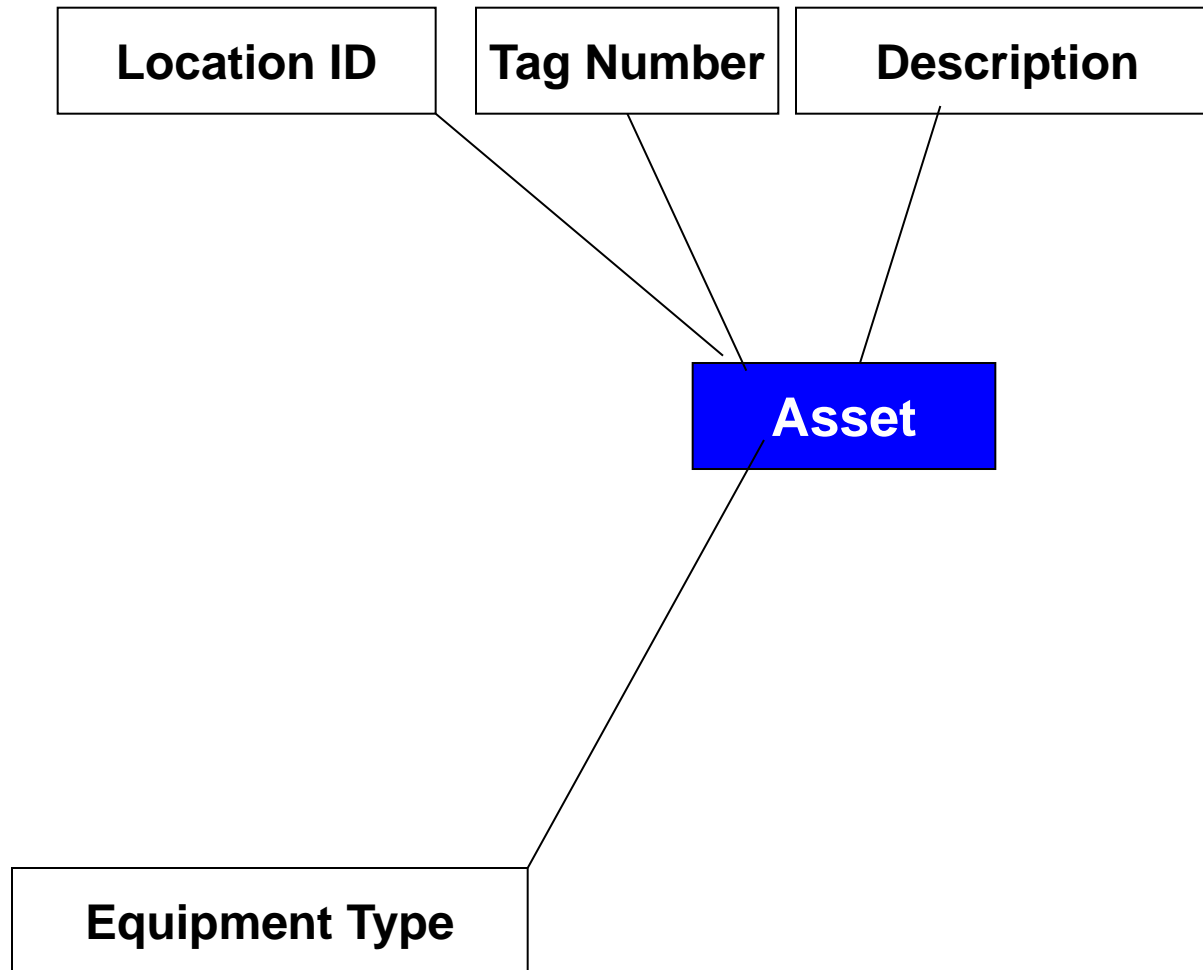 Location ID
Tag Number
Description
Asset
Equipment Type